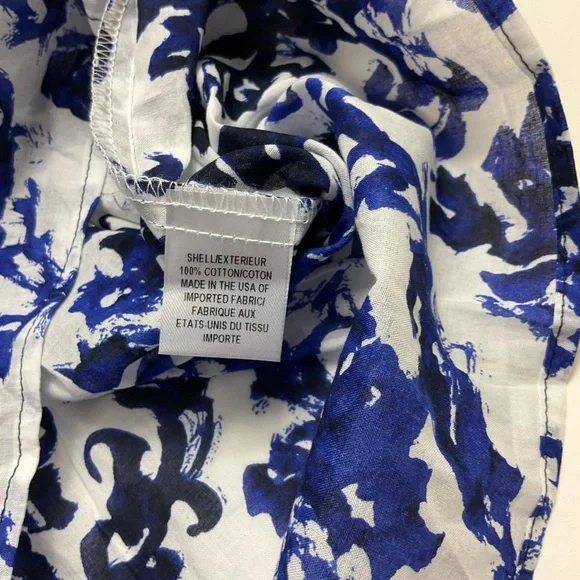 SHELL/EXTERIEUR
100% COTTON/COTON
MADE IN THE USA OF
IMPORTED FABRIC/
FABRIQUE AUX
ETATS-UNIS DU TISSU
IMPORTE